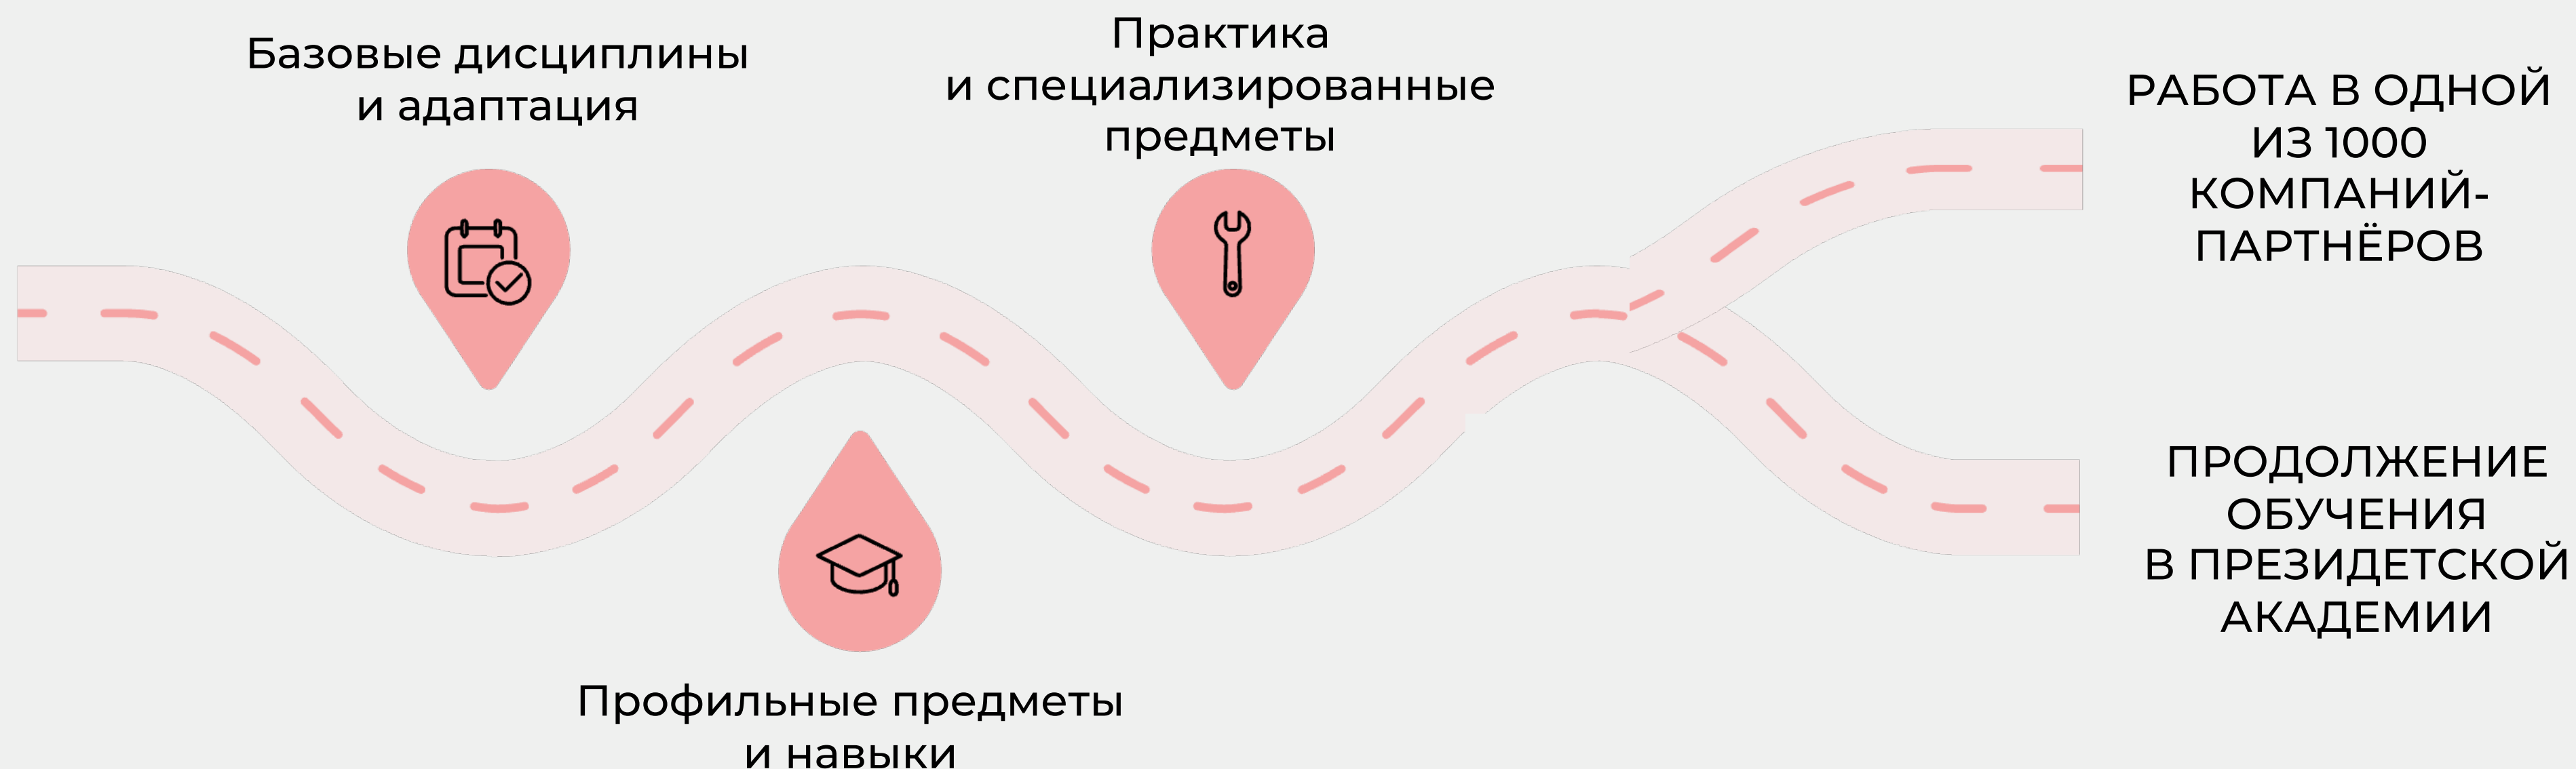 Базовые дисциплины
и адаптация
Профильные предметы
и навыки
Практика
и специализированные
предметы
РАБОТА В ОДНОЙ
ИЗ 1000
КОМПАНИЙ-
ПАРТНЁРОВ
ПРОДОЛЖЕНИЕ
ОБУЧЕНИЯ
В ПРЕЗИДЕТСКОЙ
АКАДЕМИИ